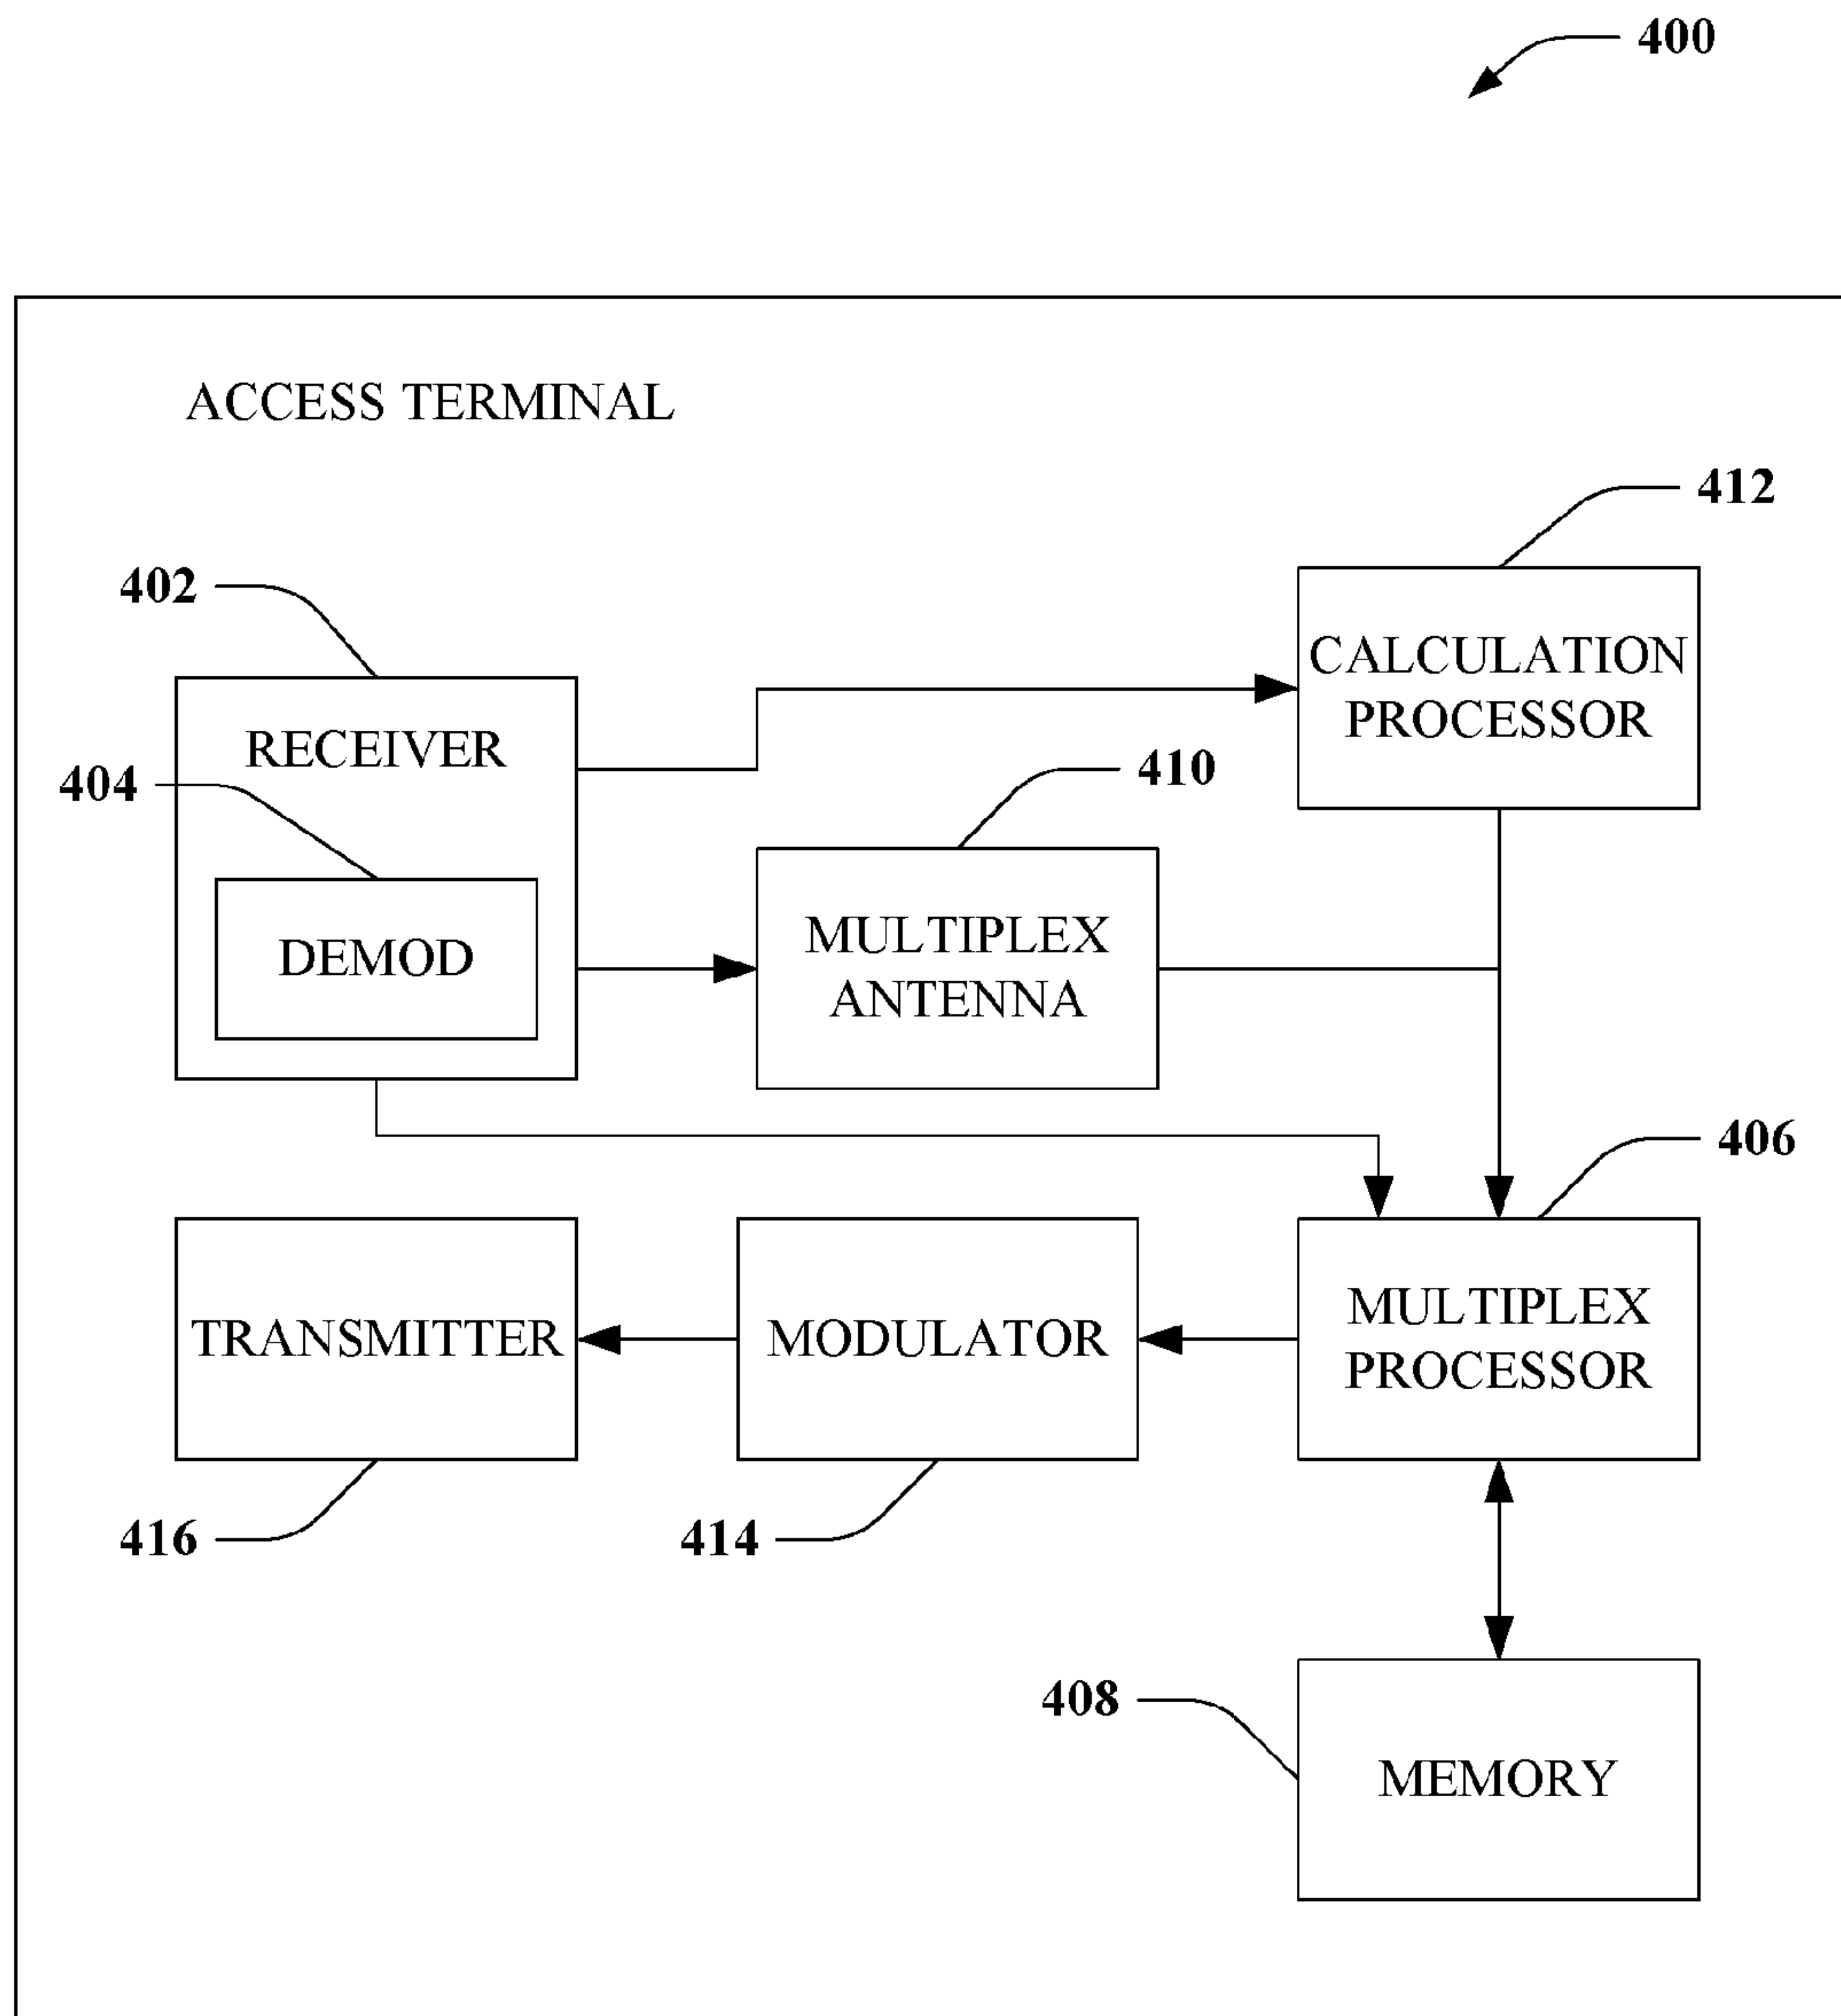 400
ACCESS TERMINAL
412
402
CALCULATION
PROCESSOR
RECEIVER
404
410
DEMOD
MULTIPLEX
ANTENNA
406
TRANSMITTER
MODULATOR
MULTIPLEX
PROCESSOR
416
414
408
MEMORY